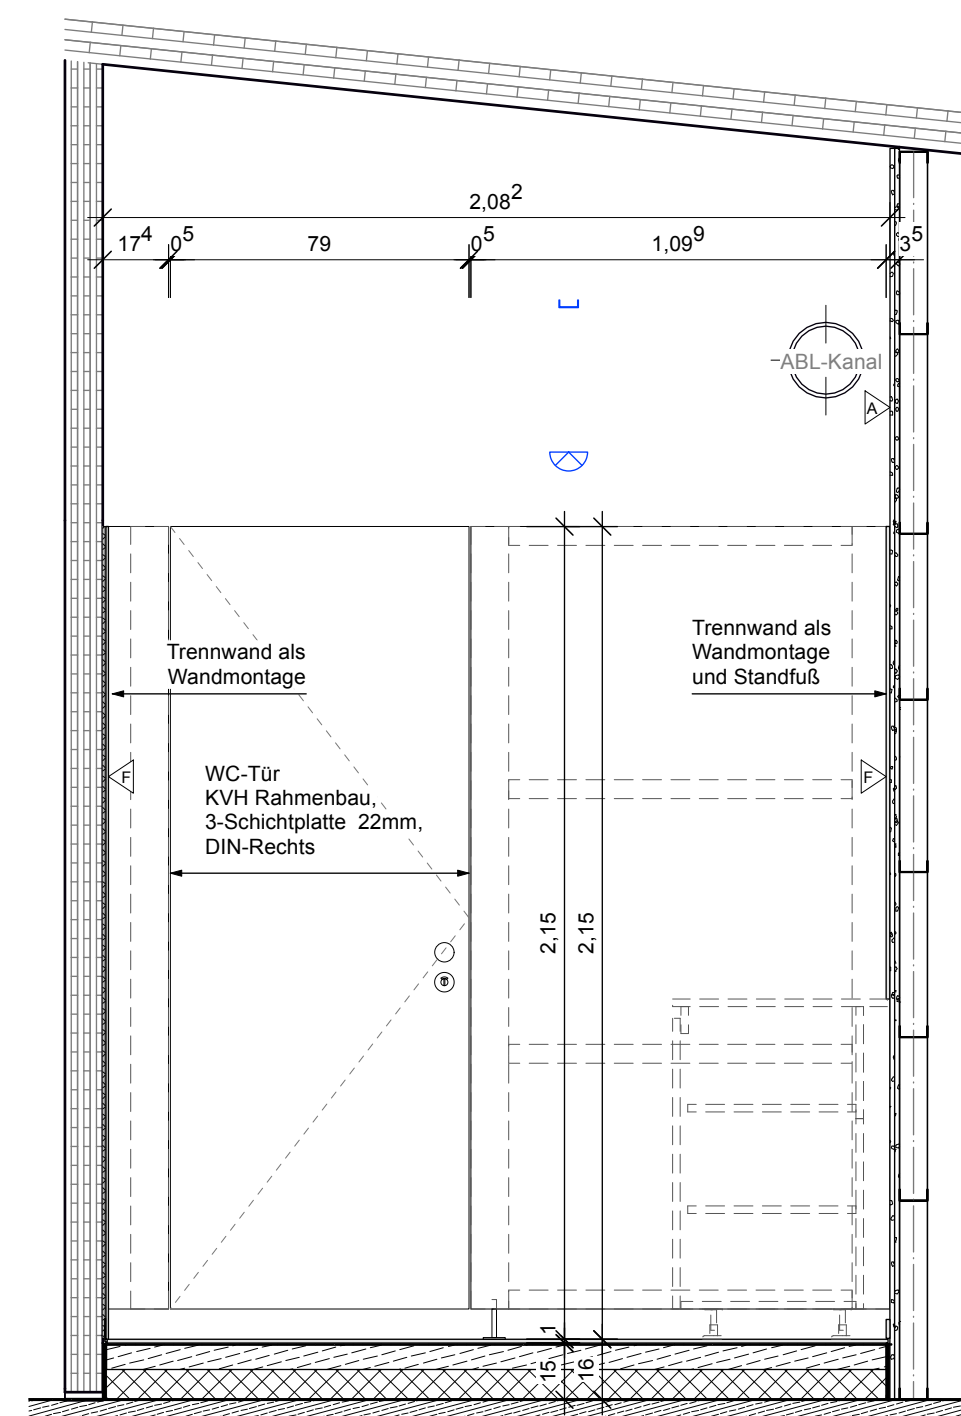 2,08²
17⁴ 0⁵ 79 0⁵ 1,09⁹ 3⁵
ABL-Kanal
A
Trennwand als
Wandmontage
Trennwand als
Wandmontage
und Standfuß
F
F
WC-Tür
KVH Rahmenbau,
3-Schichtplatte 22mm,
DIN-Rechts
2,15
2,15
1
15
16